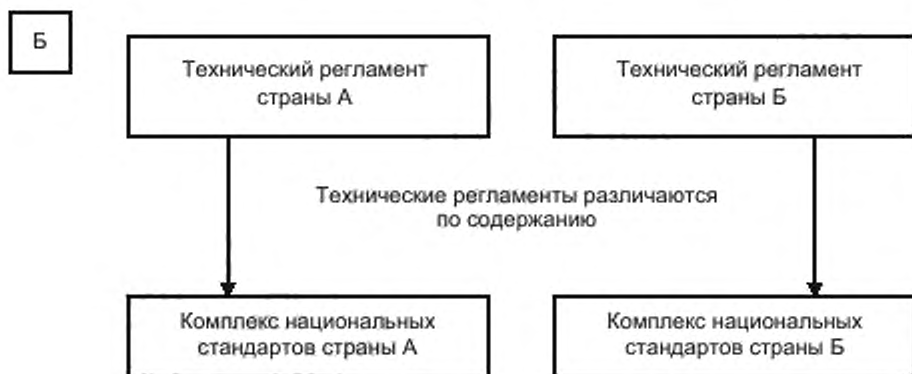 Б
Технический регламент
страны А
Технический регламент
страны Б
Технические регламенты различаются
по содержанию
Комплекс национальных
стандартов страны А
Комплекс национальных
стандартов страны Б